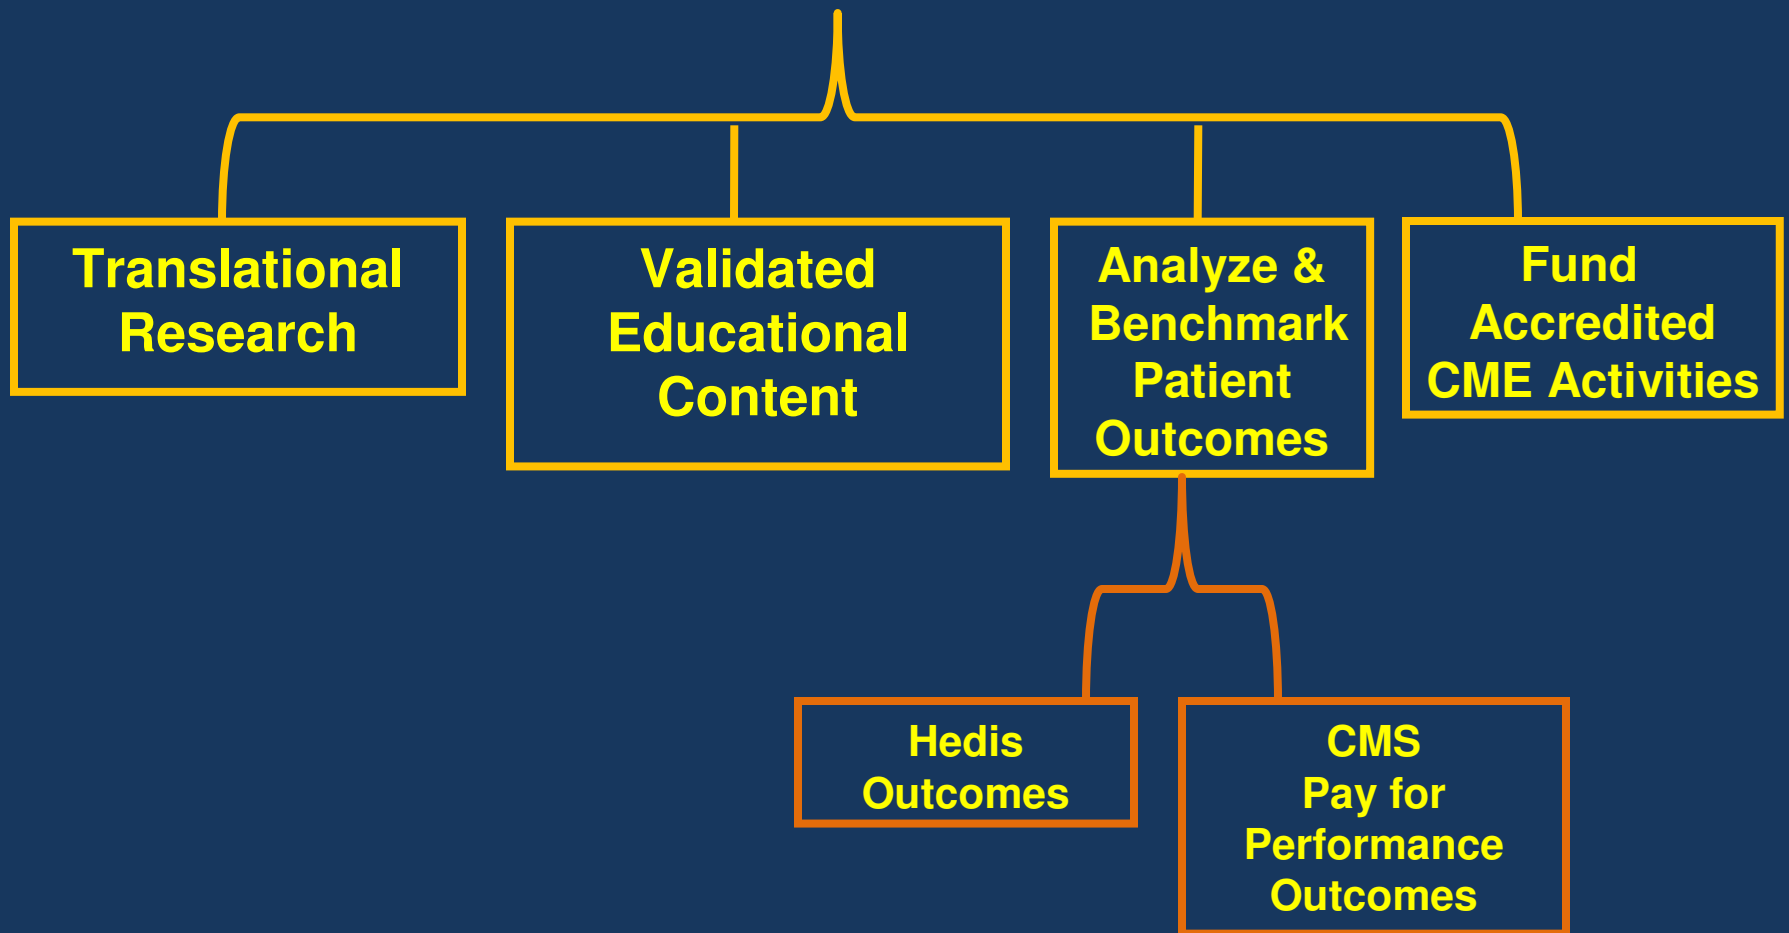 Translational
Research
Validated
Educational
Content
Analyze &
Benchmark
Patient
Outcomes
Fund
Accredited
CME Activities
Hedis
Outcomes
CMS
Pay for
Performance
Outcomes